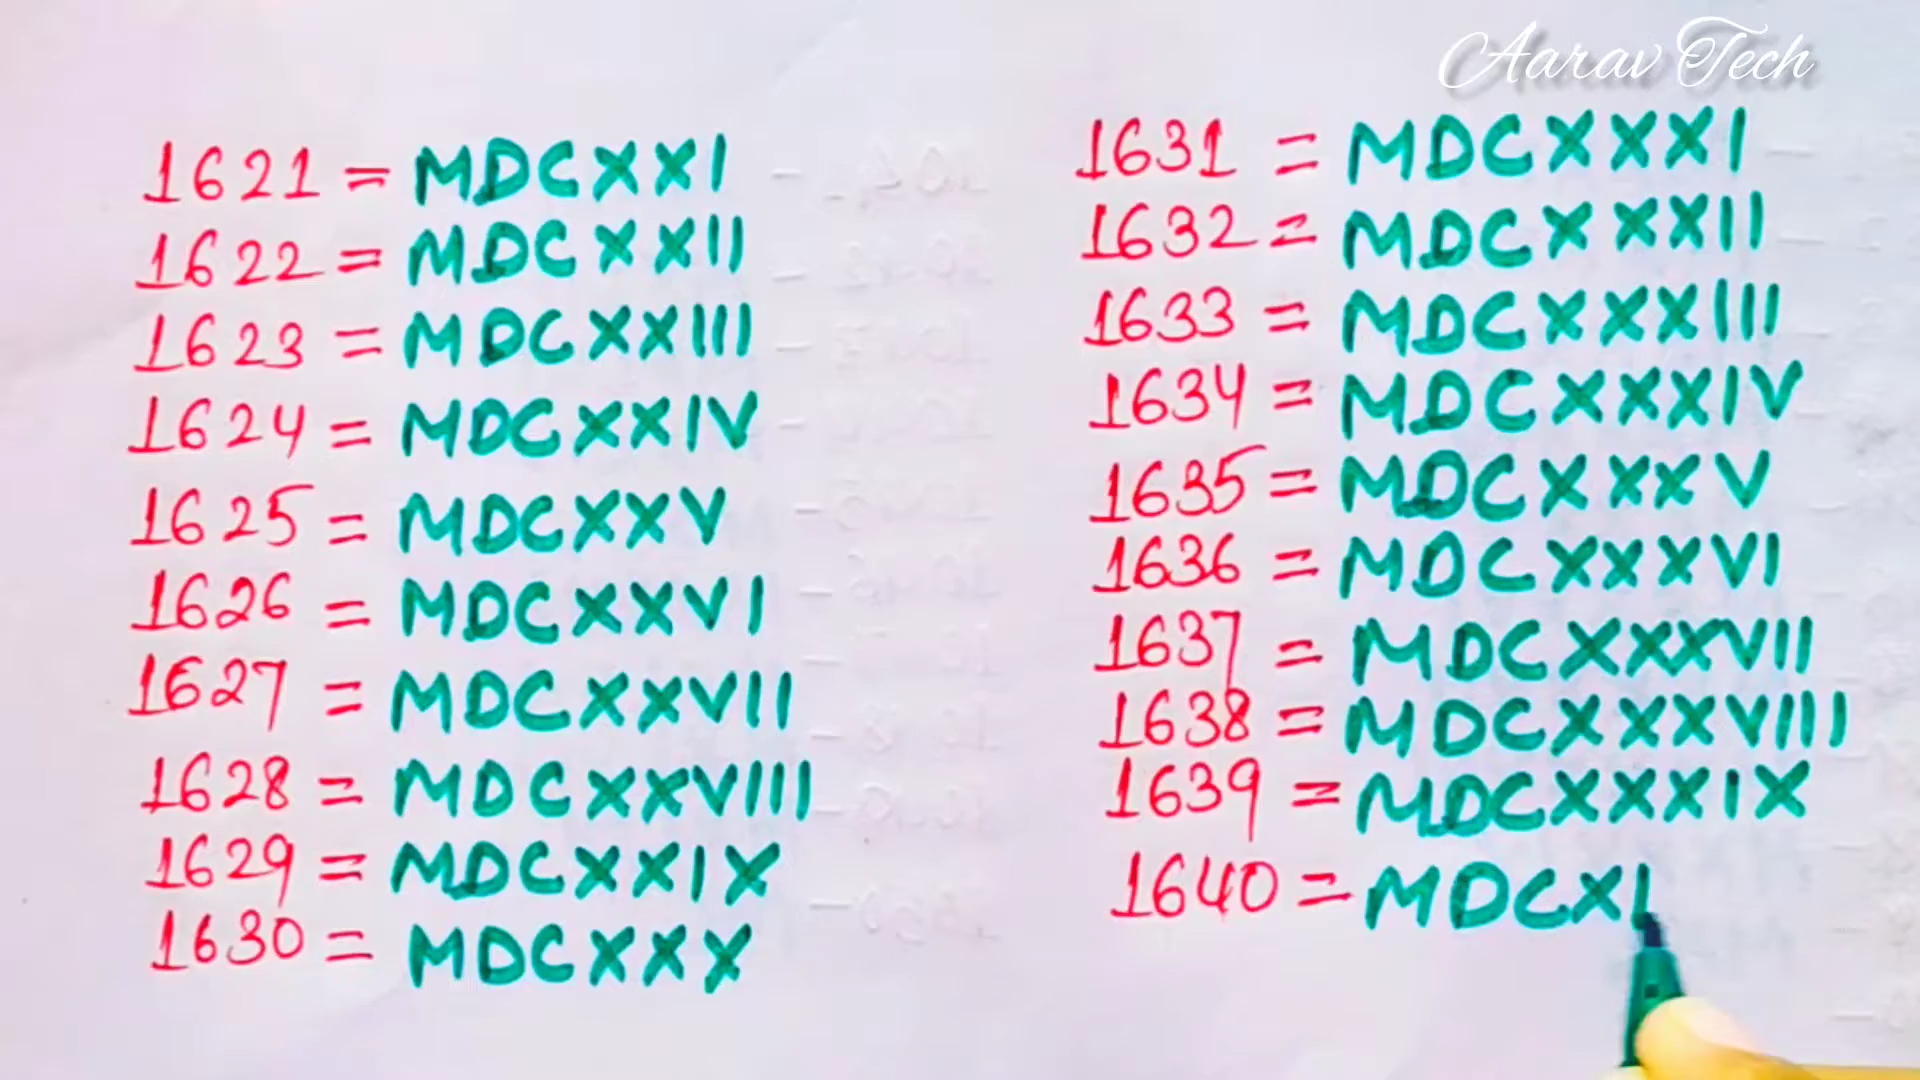 Aarav Tech
1621 = MDCXXI
1622 = MDCXXII
1623 = MDCXXIII
1624 = MDCXXIV
1625 = MDCXXV
1626 = MDCXXVI
1627 = MDCXXVII
1628 = MDCXXVIII
1629 = MDCXXIX
1630 = MDCXXX
1631 = MDCXXXI
1632 = MDCXXXII
1633 = MDCXXXIII
1634 = MDCXXXIV
1635 = MDCXXXV
1636 = MDCXXXVI
1637 = MDCXXXVII
1638 = MDCXXXVIII
1639 = MDCXXXIX
1640 = MDCXI